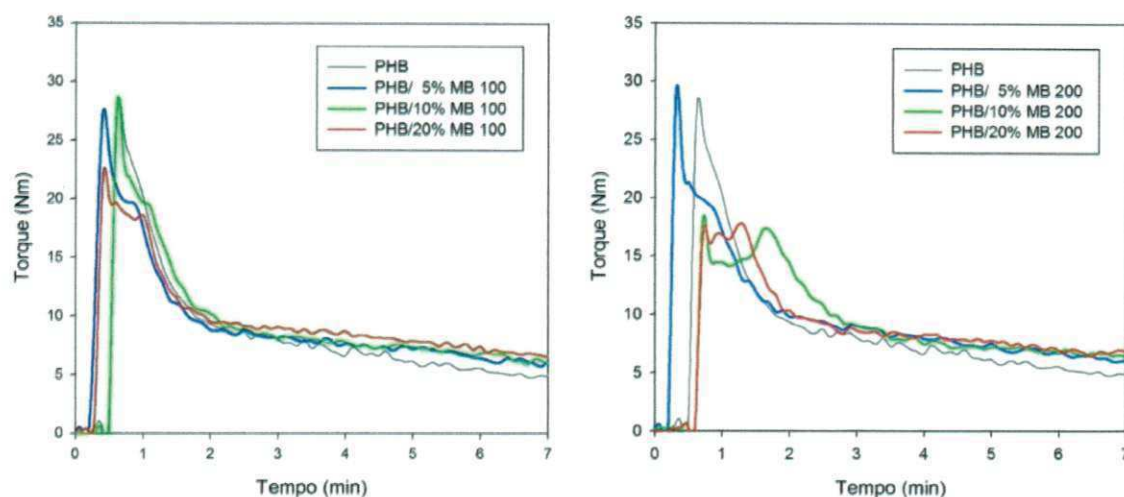 35
30
25
20
15
10
5
0
Torque (Nm)
PHB
PHB/ 5% MB 100
PHB/10% MB 100
PHB/20% MB 100
0 1 2 3 4 5 6 7
Tempo (min)
35
30
25
20
15
10
5
0
Torque (Nm)
PHB
PHB/ 5% MB 200
PHB/10% MB 200
PHB/20% MB 200
0 1 2 3 4 5 6 7
Tempo (min)